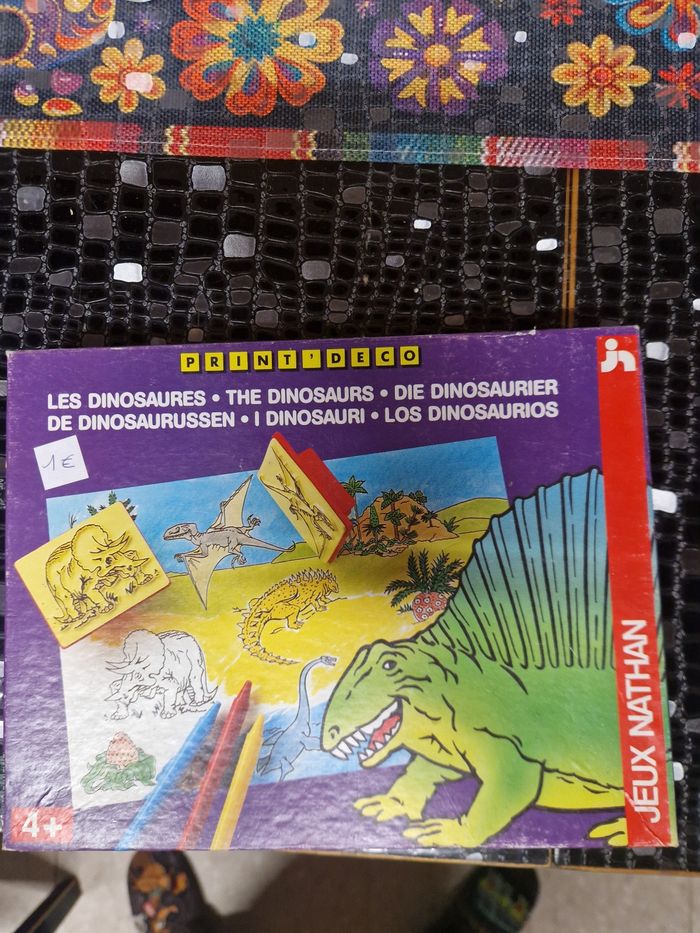 PRINT'DECO
LES DINOSAURES • THE DINOSAURS • DIE DINOSAURIER
DE DINOSAURUSSEN • I DINOSAURI • LOS DINOSAURIOS
1€
JEUX NATHAN
4+